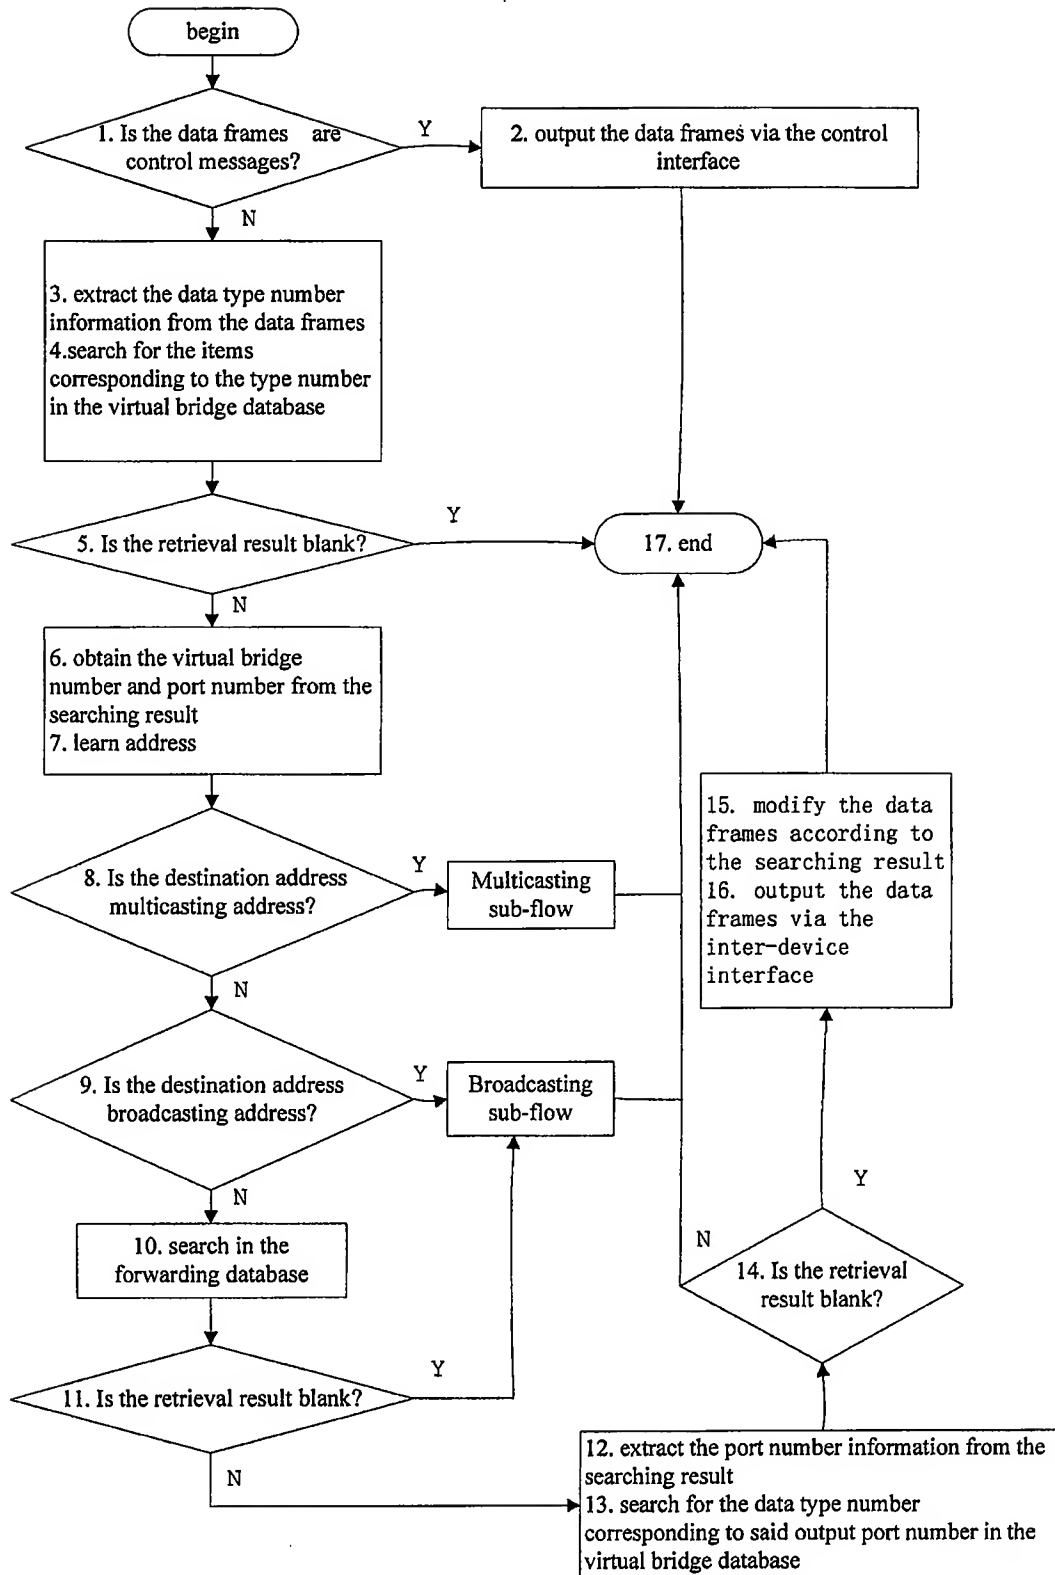 begin
1. Is the data frames are
control messages?
Y
2. output the data frames via the control
interface
N
3. extract the data type number
information from the data frames
4.search for the items
corresponding to the type number
in the virtual bridge database
5. Is the retrieval result blank?
Y
17. end
N
6. obtain the virtual bridge
number and port number from the
searching result
7. learn address
8. Is the destination address
multicasting address?
Y
Multicasting
sub-flow
15. modify the data
frames according to
the searching result
16. output the data
frames via the
inter-device
interface
N
9. Is the destination address
broadcasting address?
Y
Broadcasting
sub-flow
N
Y
10. search in the
forwarding database
N
14. Is the retrieval
result blank?
11. Is the retrieval result blank?
Y
N
12. extract the port number information from the
searching result
13. search for the data type number
corresponding to said output port number in the
virtual bridge database